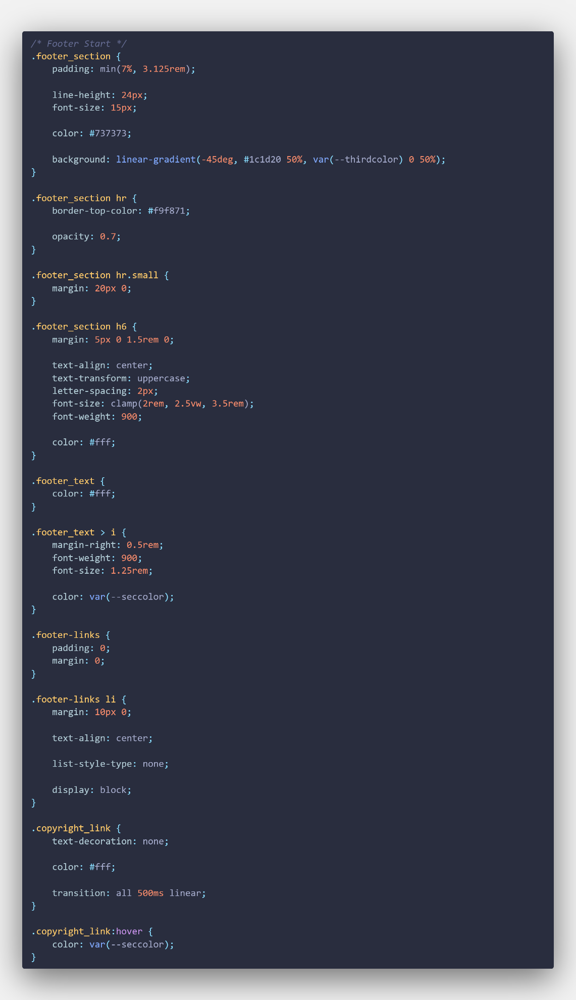 /* Footer Start */
.footer_section {
    padding: min(7%, 3.125rem);

    line-height: 24px;
    font-size: 15px;

    color: #737373;

    background: linear-gradient(-45deg, #1c1d20 50%, var(--thirdcolor) 0 50%);
}

.footer_section hr {
    border-top-color: #f9f871;

    opacity: 0.7;
}

.footer_section hr.small {
    margin: 20px 0;
}

.footer_section h6 {
    margin: 5px 0 1.5rem 0;

    text-align: center;
    text-transform: uppercase;
    letter-spacing: 2px;
    font-size: clamp(2rem, 2.5vw, 3.5rem);
    font-weight: 900;

    color: #fff;
}

.footer_text {
    color: #fff;
}

.footer_text > i {
    margin-right: 0.5rem;
    font-weight: 900;
    font-size: 1.25rem;

    color: var(--seccolor);
}

.footer-links {
    padding: 0;
    margin: 0;
}

.footer-links li {
    margin: 10px 0;

    text-align: center;

    list-style-type: none;

    display: block;
}

.copyright_link {
    text-decoration: none;

    color: #fff;

    transition: all 500ms linear;
}

.copyright_link:hover {
    color: var(--seccolor);
}